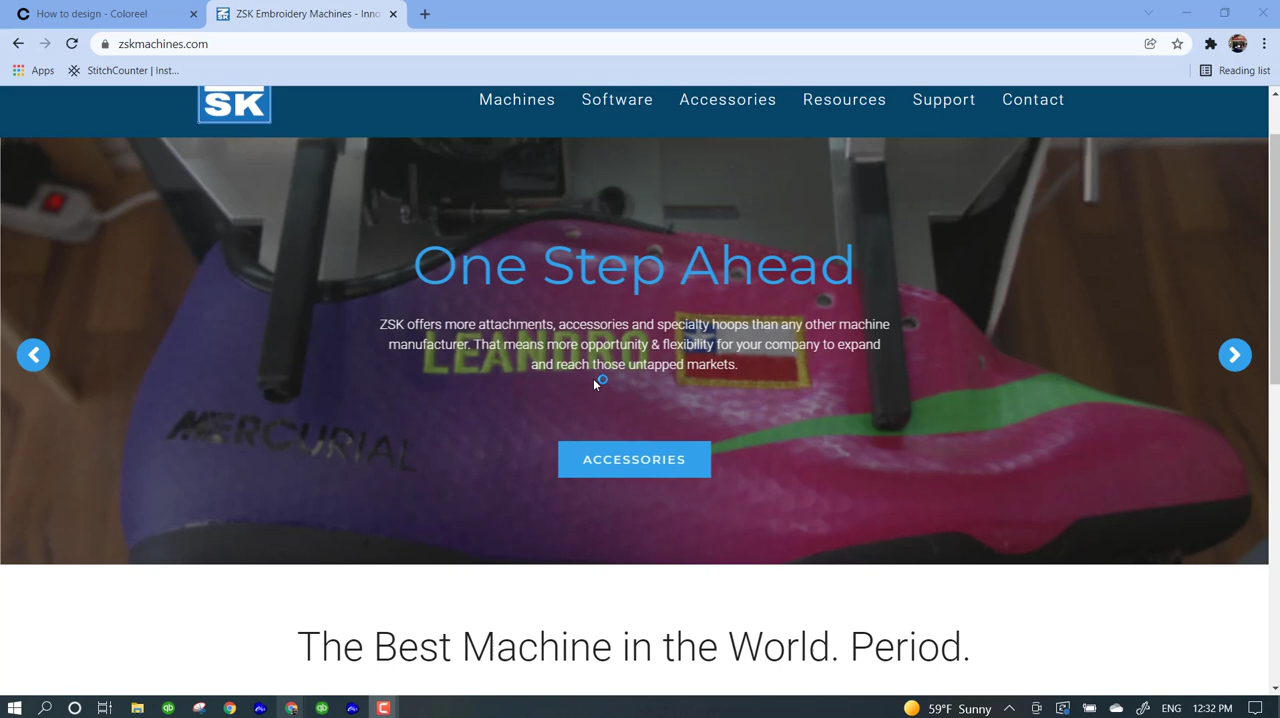 How to design - Coloreel
ZSK Embroidery Machines - Inno
zskmachines.com
Apps
StitchCounter | Inst...
Reading list
SK
Machines
Software
Accessories
Resources
Support
Contact
One Step Ahead
ZSK offers more attachments, accessories and specialty hoops than any other machine
manufacturer. That means more opportunity & flexibility for your company to expand
and reach those untapped markets.
LEANDRO
MERCURIAL
ACCESSORIES
The Best Machine in the World. Period.
59°F Sunny
ENG
12:32 PM